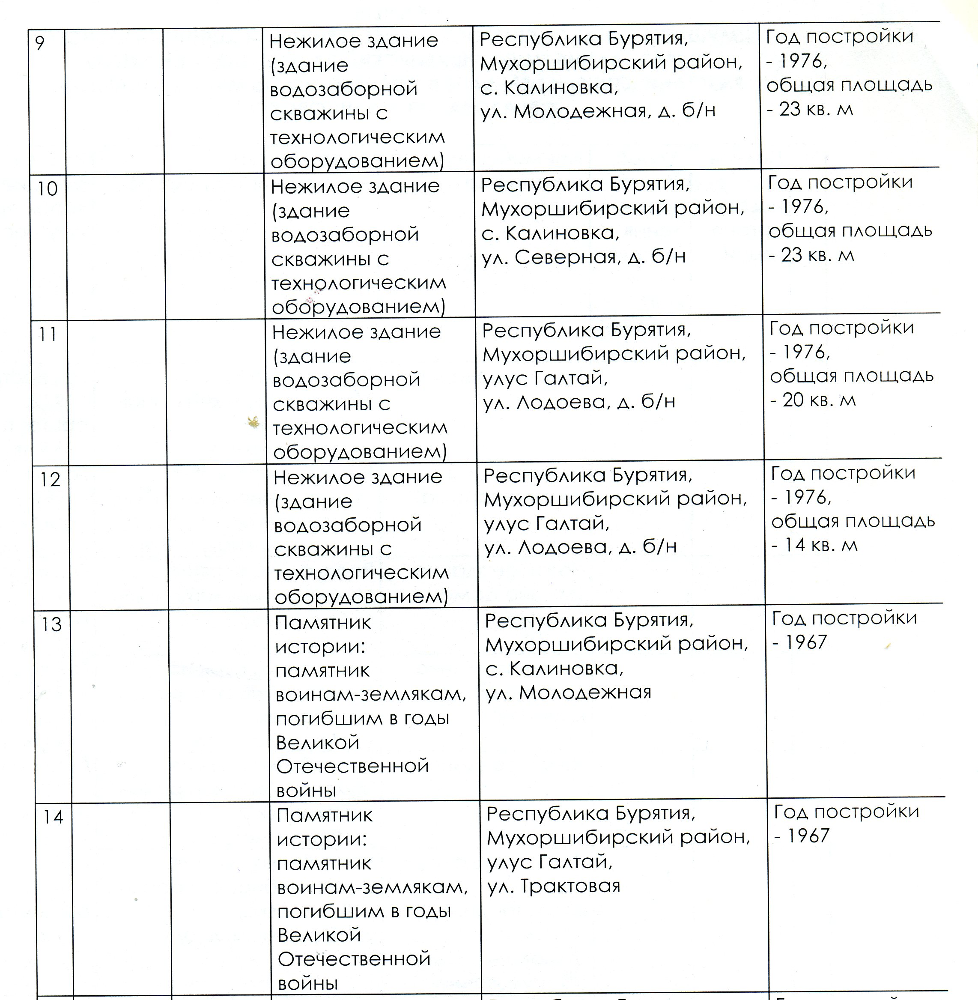 9
Нежилое здание
(здание
водозаборной
скважины с
технологическим
оборудованием)
Республика Бурятия,
Мухоршибирский район,
с. Калиновка,
ул. Молодежная, д. б/н
Год постройки
- 1976,
общая площадь
- 23 кв. м
10
Нежилое здание
(здание
водозаборной
скважины с
технологическим
оборудованием)
Республика Бурятия,
Мухоршибирский район,
с. Калиновка,
ул. Северная, д. б/н
Год постройки
- 1976,
общая площадь
- 23 кв. м
11
Нежилое здание
(здание
водозаборной
скважины с
технологическим
оборудованием)
Республика Бурятия,
Мухоршибирский район,
улус Галтай,
ул. Лодоева, д. б/н
Год постройки
- 1976,
общая площадь
- 20 кв. м
12
Нежилое здание
(здание
водозаборной
скважины с
технологическим
оборудованием)
Республика Бурятия,
Мухоршибирский район,
улус Галтай,
ул. Лодоева, д. б/н
Год постройки
- 1976,
общая площадь
- 14 кв. м
13
Памятник
истории:
памятник
воинам-землякам,
погибшим в годы
Великой
Отечественной
войны
Республика Бурятия,
Мухоршибирский район,
с. Калиновка,
ул. Молодежная
Год постройки
- 1967
14
Памятник
истории:
памятник
воинам-землякам,
погибшим в годы
Великой
Отечественной
войны
Республика Бурятия,
Мухоршибирский район,
улус Галтай,
ул. Трактовая
Год постройки
- 1967